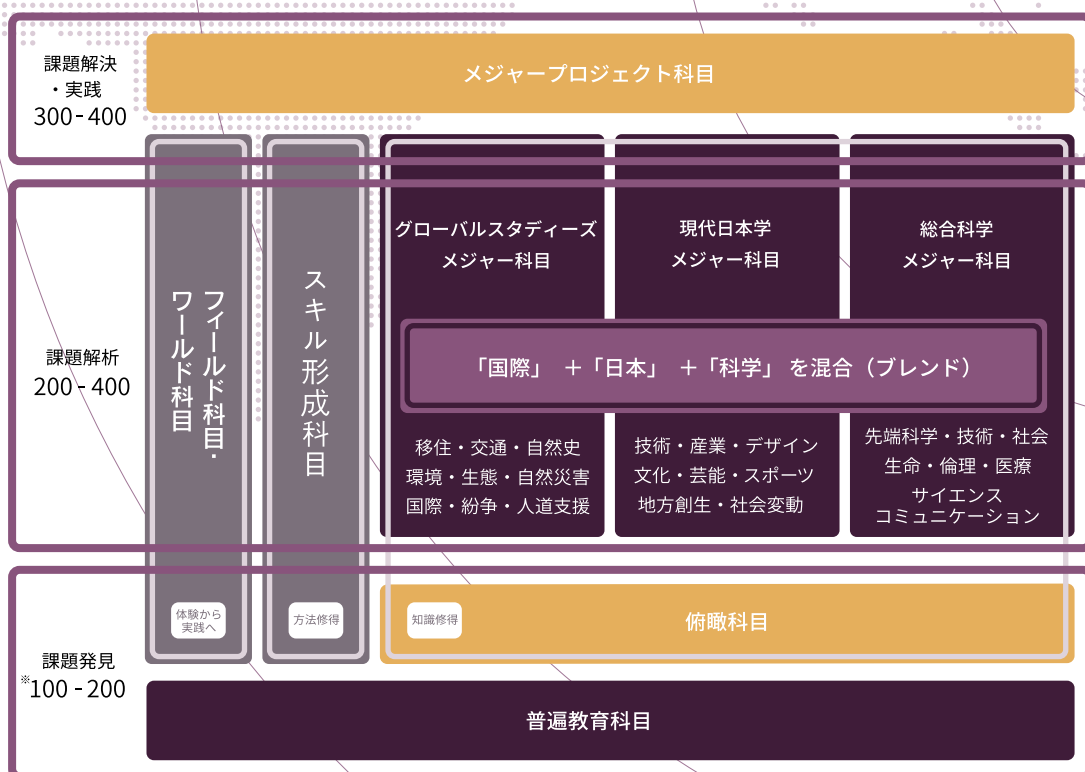 課題解決
・実践
300-400
メジャープロジェクト科目
課題解析
200-400
フィールド科目・
ワールド科目
スキル形成科目
グローバルスタディーズ
メジャー科目
現代日本学
メジャー科目
総合科学
メジャー科目
「国際」＋「日本」＋「科学」を混合（ブレンド）
移住・交通・自然史
環境・生態・自然災害
国際・紛争・人道支援
技術・産業・デザイン
文化・芸能・スポーツ
地方創生・社会変動
先端科学・技術・社会
生命・倫理・医療
サイエンス
コミュニケーション
課題発見
※100-200
体験から
実践へ
方法修得
知識修得
俯瞰科目
普遍教育科目